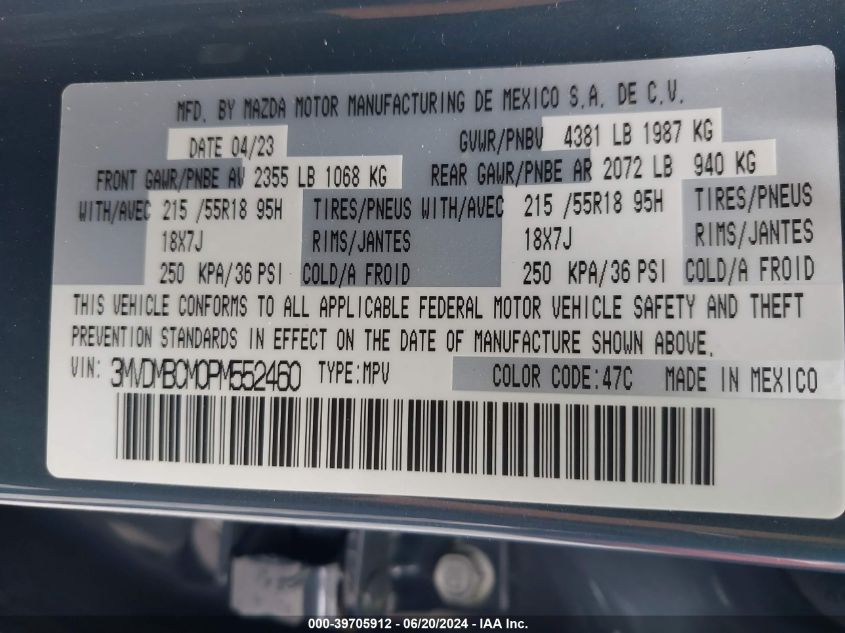 MFD. BY MAZDA MOTOR MANUFACTURING DE MEXICO S.A. DE C.V.
DATE 04/23 GVWR/PNBV 4381 LB 1987 KG
FRONT GAWR/PNBE AV 2355 LB 1068 KG REAR GAWR/PNBE AR 2072 LB 940 KG
WITH/AVEC 215 /55R18 95H TIRES/PNEUS WITH/AVEC 215 /55R18 95H TIRES/PNEUS
18X7J RIMS/JANTES 18X7J RIMS/JANTES
250 KPA/36 PSI COLD/A FROID 250 KPA/36 PSI COLD/A FROID
THIS VEHICLE CONFORMS TO ALL APPLICABLE FEDERAL MOTOR VEHICLE SAFETY AND THEFT
PREVENTION STANDARDS IN EFFECT ON THE DATE OF MANUFACTURE SHOWN ABOVE.
VIN: 3MVDMBCM0PM552460 TYPE:MPV COLOR CODE:47C MADE IN MEXICO
000-39705912 - 06/20/2024 - IAA Inc.